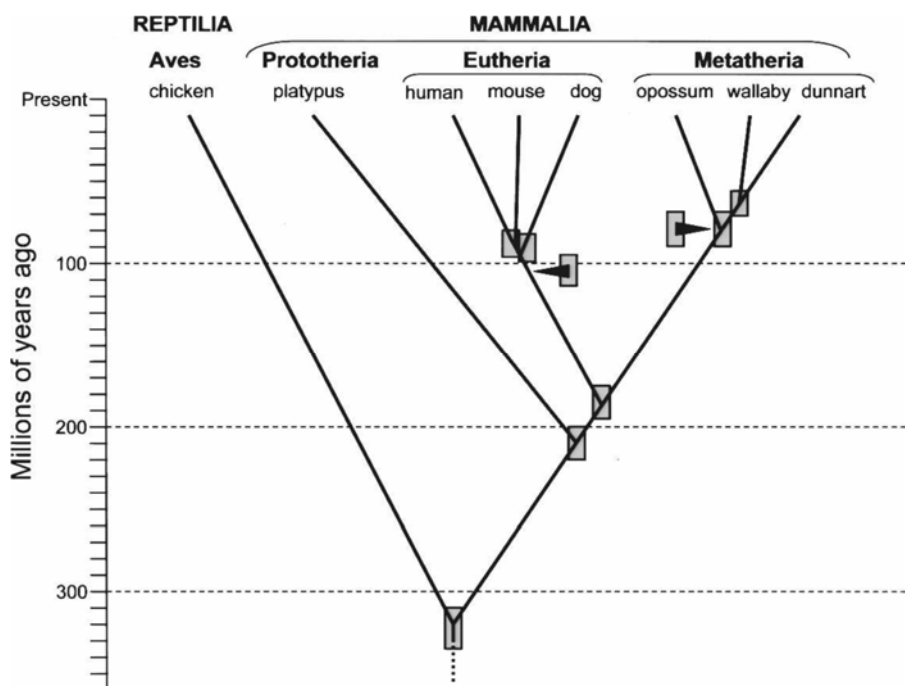 REPTILIA MAMMALIA
Aves Prototheria Eutheria Metatheria
chicken platypus human mouse dog opossum wallaby dunnart
Present
100
200
300
Millions of years ago